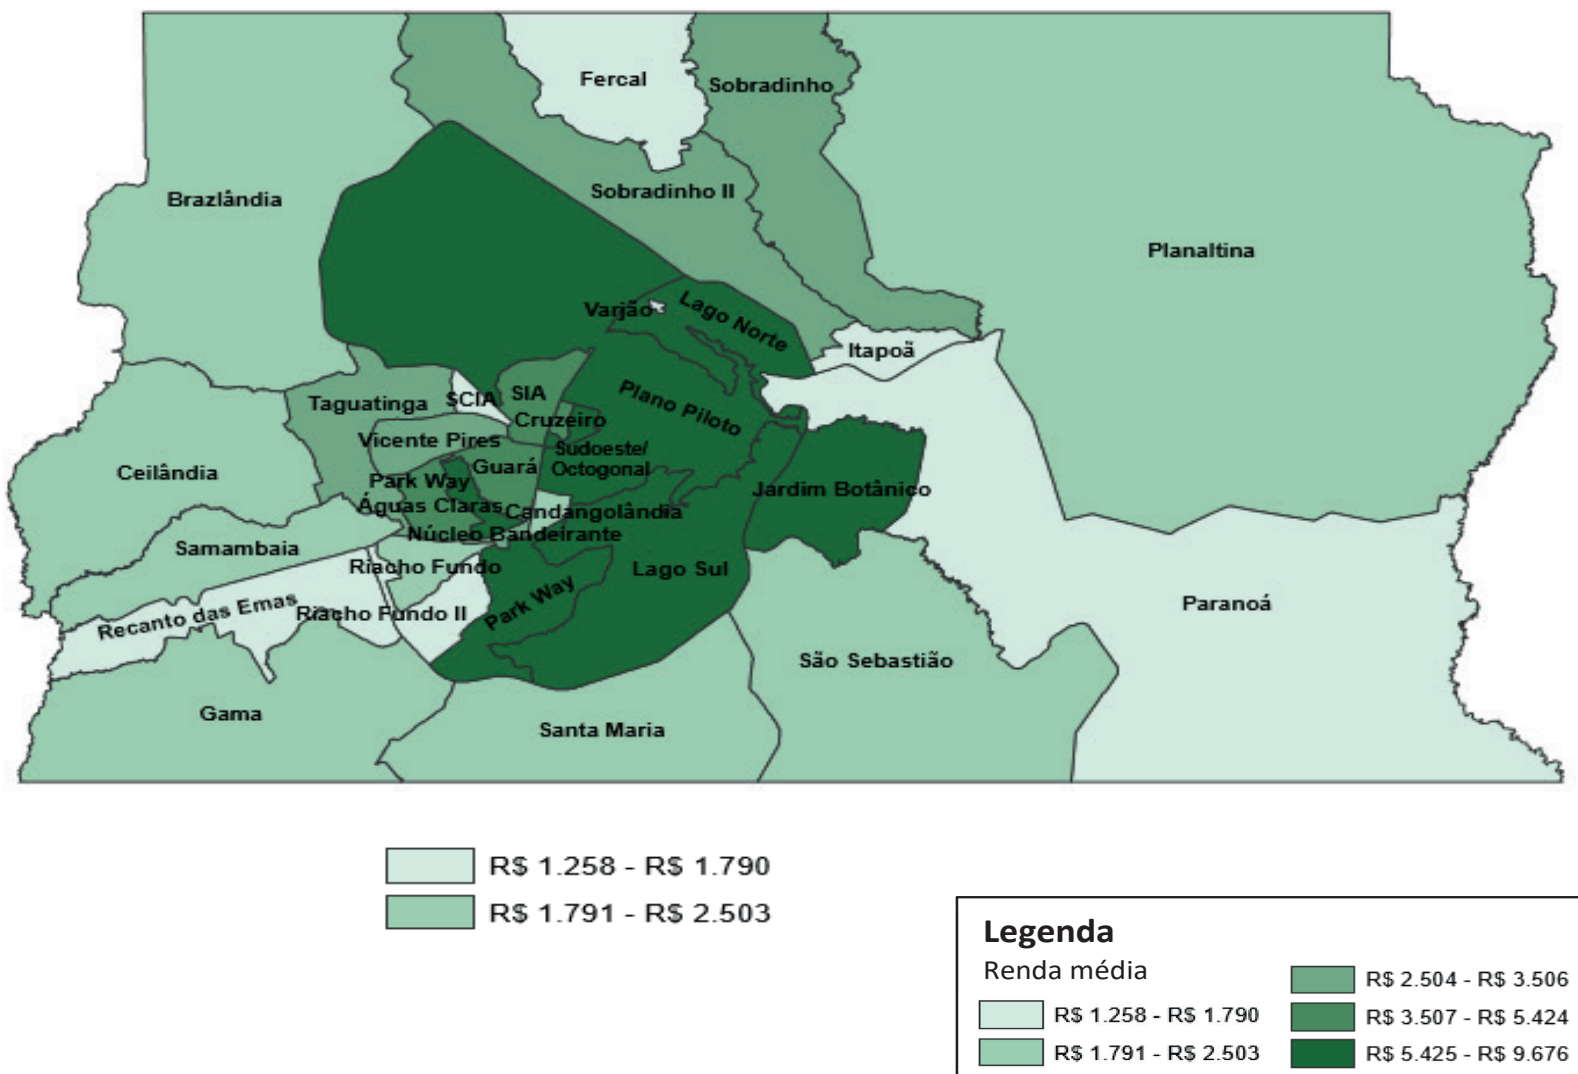 Fercal
Sobradinho
Brazlândia
Sobradinho II
Planaltina
Varjão
Lago Norte
Itapoã
Taguatinga
SCIA
SIA
Plano Piloto
Cruzeiro
Vicente Pires
Sudoeste/
Octogonal
Ceilândia
Guará
Park Way
Jardim Botânico
Águas Claras
Candangolândia
Núcleo Bandeirante
Samambaia
Riacho Fundo
Lago Sul
Park Way
Recanto das Emas
Riacho Fundo II
Paranoá
São Sebastião
Gama
Santa Maria
R$ 1.258 - R$ 1.790
R$ 1.791 - R$ 2.503
Legenda
Renda média
R$ 1.258 - R$ 1.790
R$ 1.791 - R$ 2.503
R$ 2.504 - R$ 3.506
R$ 3.507 - R$ 5.424
R$ 5.425 - R$ 9.676